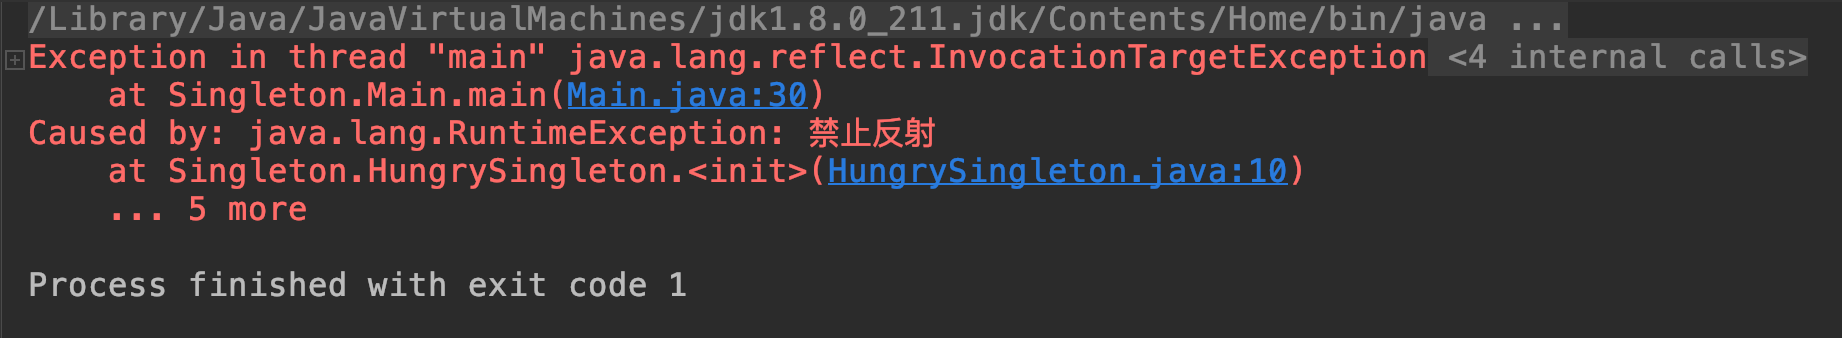 /Library/Java/JavaVirtualMachines/jdk1.8.0_211.jdk/Contents/Home/bin/java ...
Exception in thread "main" java.lang.reflect.InvocationTargetException <4 internal calls>
    at Singleton.Main.main(Main.java:30)
Caused by: java.lang.RuntimeException: 禁止反射
    at Singleton.HungrySingleton.<init>(HungrySingleton.java:10)
    ... 5 more
Process finished with exit code 1